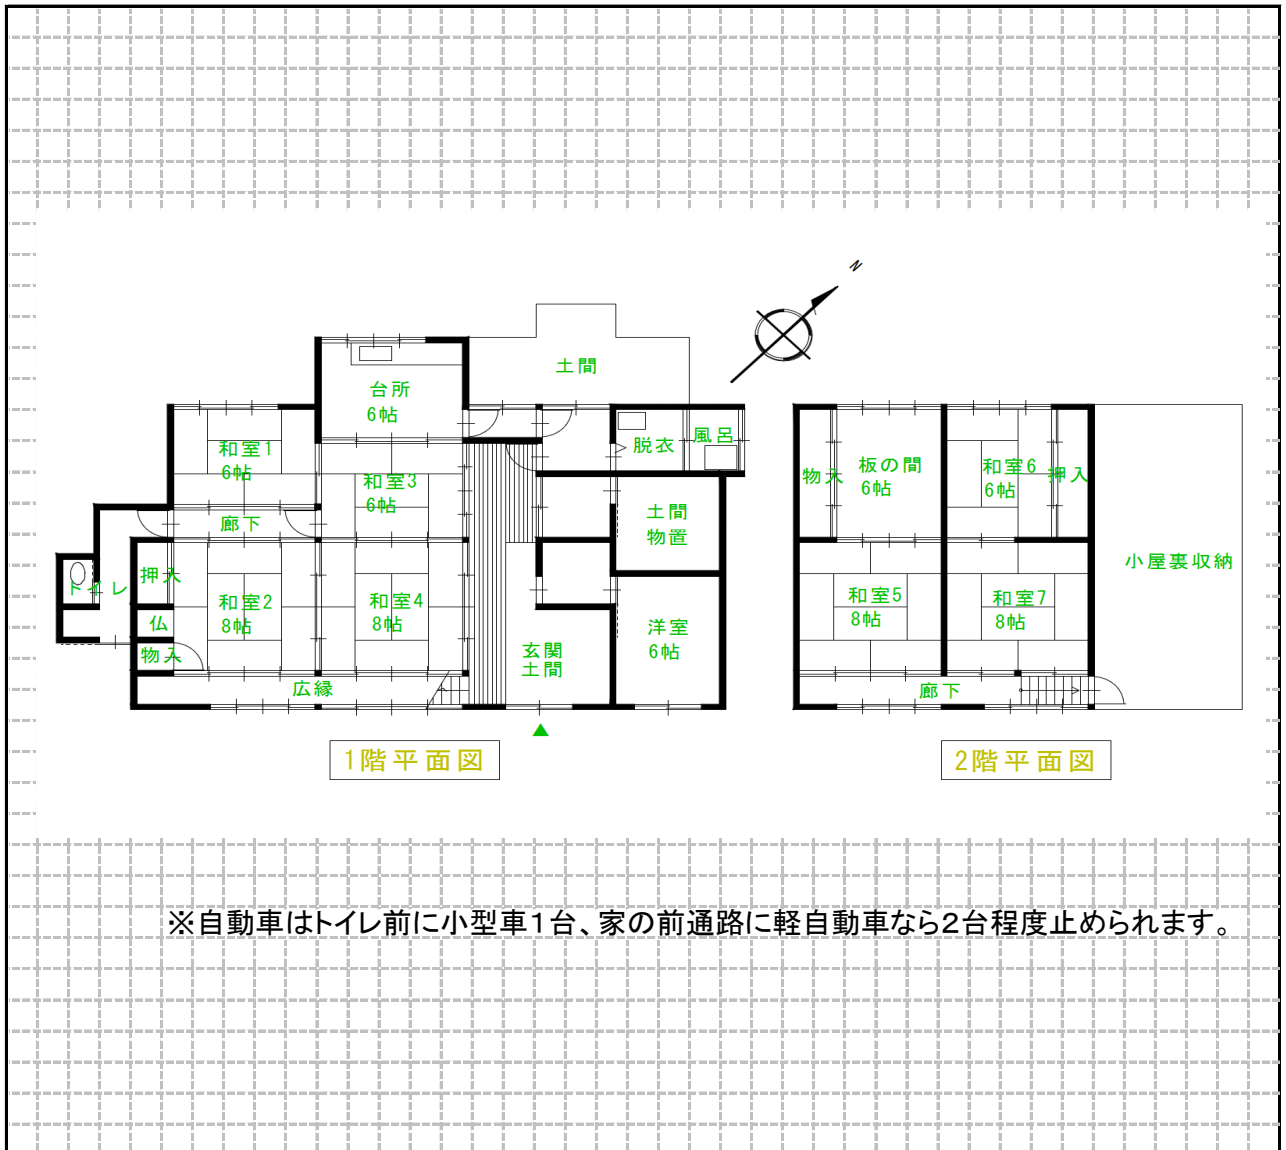 N
土間
台所
6帖
和室1
6帖
和室3
6帖
脱衣
風呂
廊下
土間
物置
押入
トイレ
和室2
8帖
和室4
8帖
仏
物入
洋室
6帖
玄関
土間
広縁
1階平面図
物入
板の間
6帖
和室6
6帖
押入
小屋裏収納
和室5
8帖
和室7
8帖
廊下
2階平面図
※自動車はトイレ前に小型車1台、家の前通路に軽自動車なら2台程度止められます。